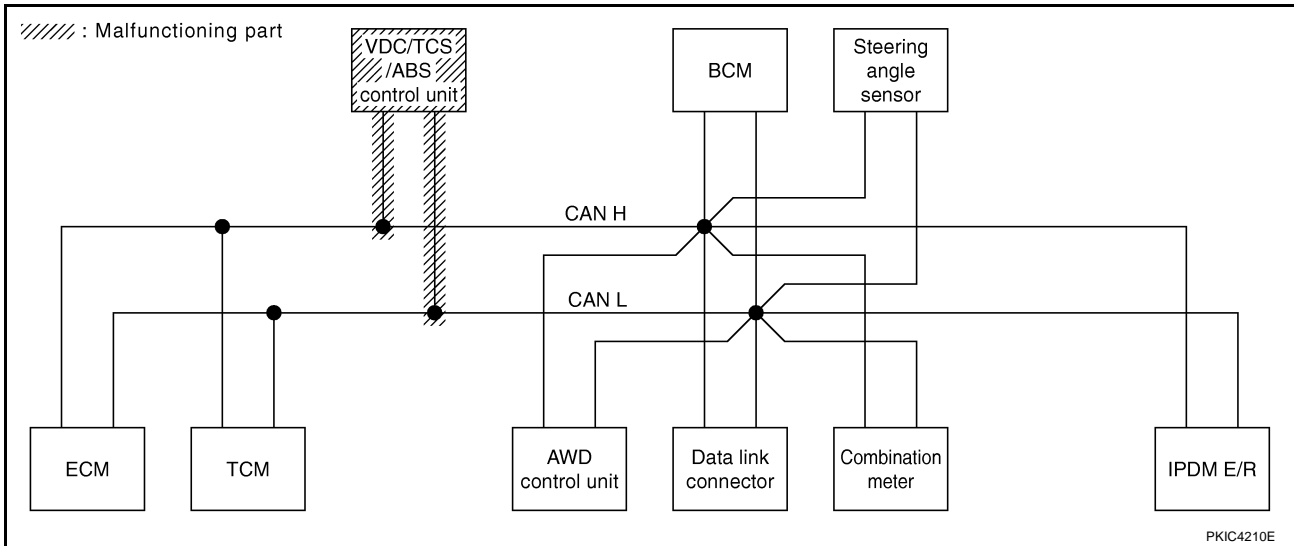 : Malfunctioning part
VDC/TCS
/ABS
control unit
BCM
Steering
angle
sensor
CAN H
CAN L
ECM
TCM
AWD
control unit
Data link
connector
Combination
meter
IPDM E/R
PKIC4210E